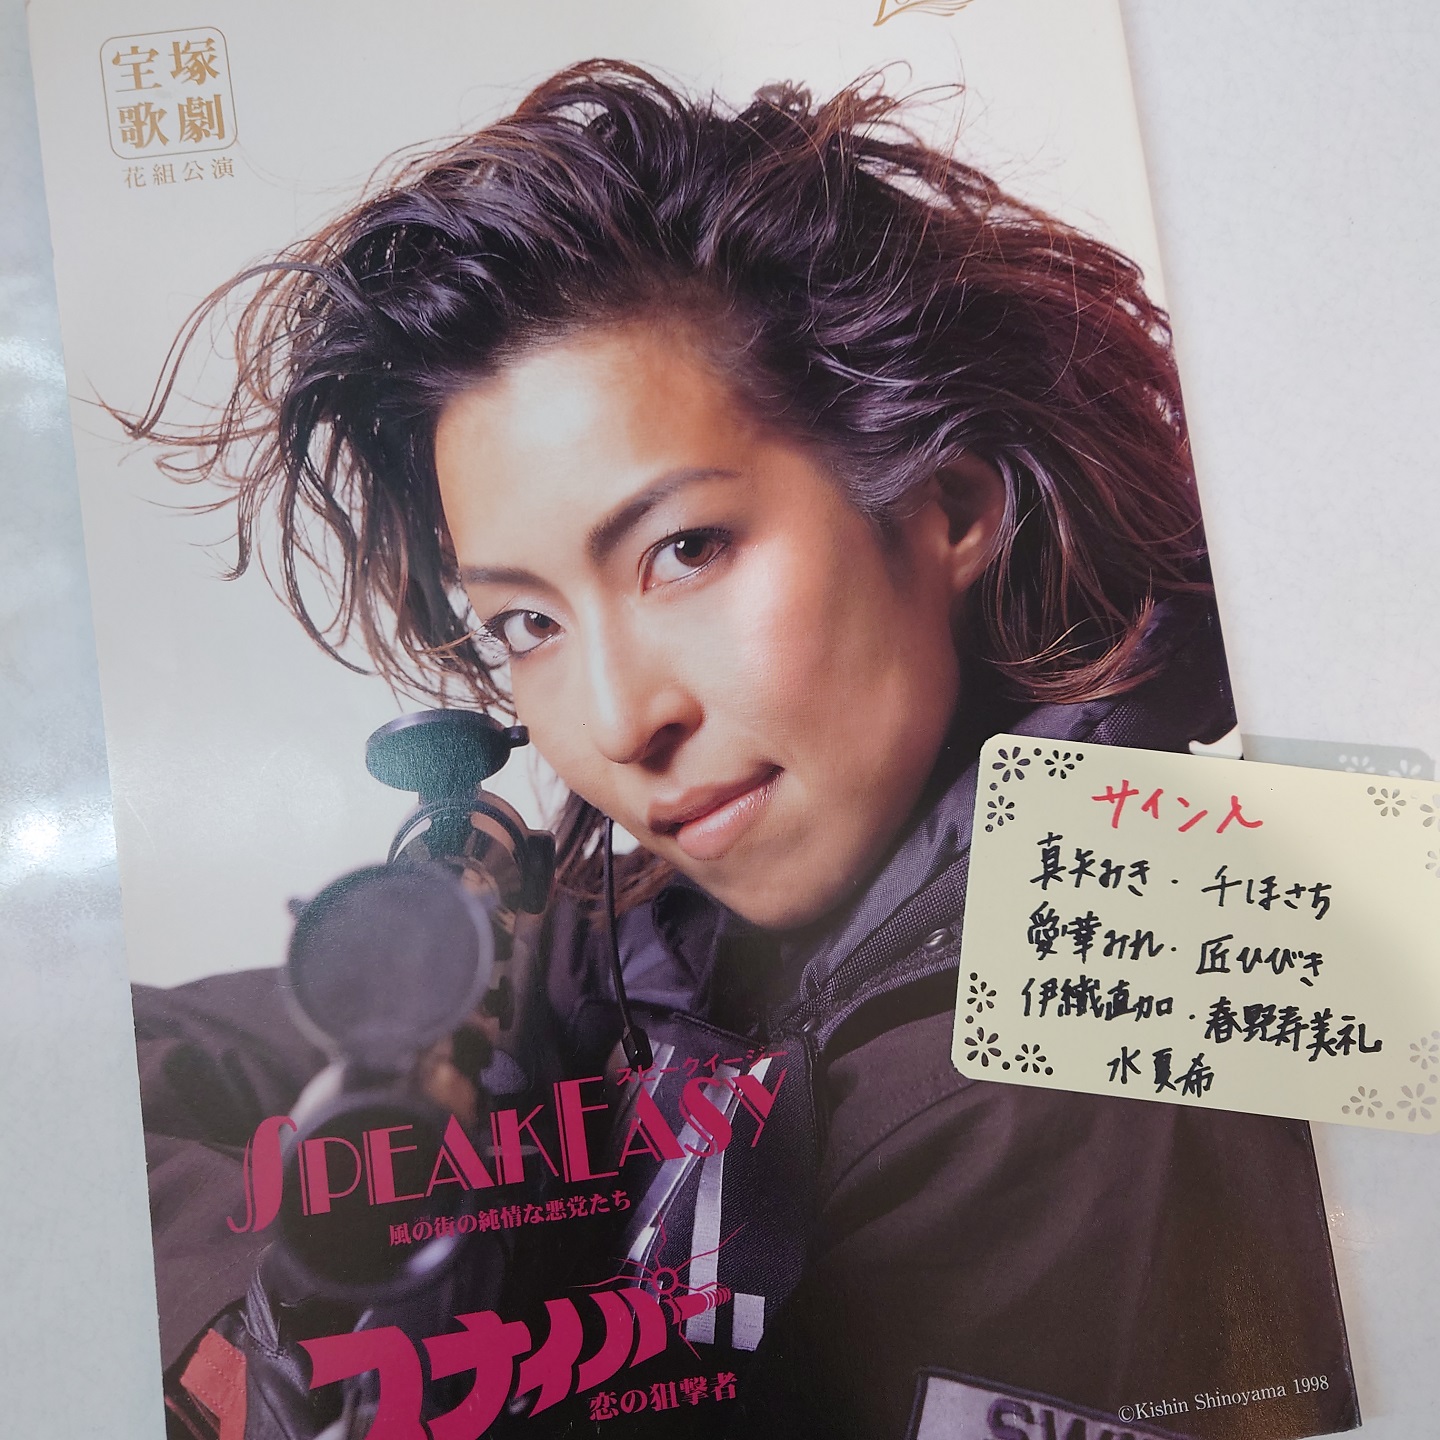 宝塚
歌劇
花組公演
サイン入
真矢みき・千ほさち
愛華みれ・匠ひびき
伊織直加・春野寿美礼
水夏希
スピークイージー
SPEAKEASY
風の街の純情な悪党たち
スナイパー
恋の狙撃者
©Kishin Shinoyama 1998